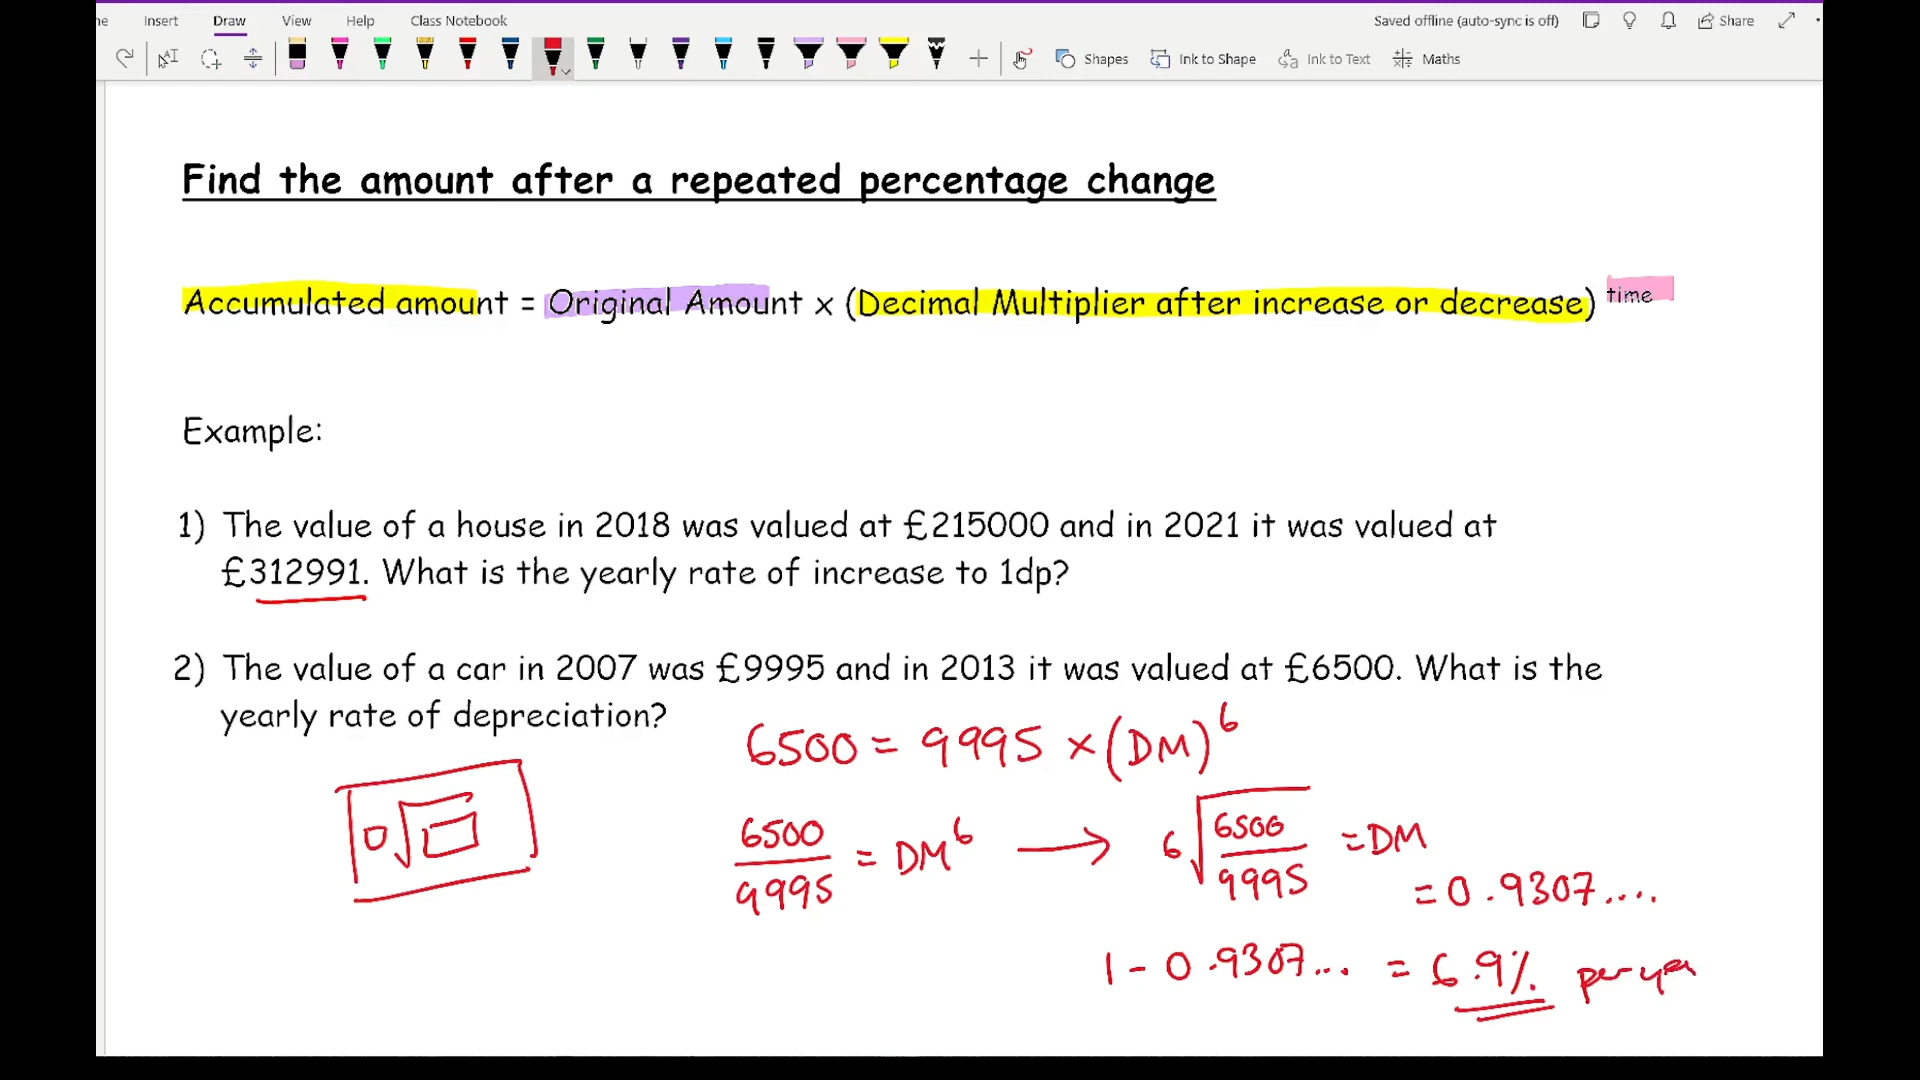 Insert Draw View Help Class Notebook Saved offline (auto-sync is off) Share
Shapes Ink to Shape Ink to Text Maths
Find the amount after a repeated percentage change
Accumulated amount = Original Amount x (Decimal Multiplier after increase or decrease) time
Example:
1) The value of a house in 2018 was valued at £215000 and in 2021 it was valued at
£312991. What is the yearly rate of increase to 1dp?
2) The value of a car in 2007 was £9995 and in 2013 it was valued at £6500. What is the
yearly rate of depreciation?
6500 = 9995 × (DM)⁶
6500/9995 = DM⁶ → ⁶√(6500/9995) = DM
= 0.9307....
1 - 0.9307... = 6.9% per